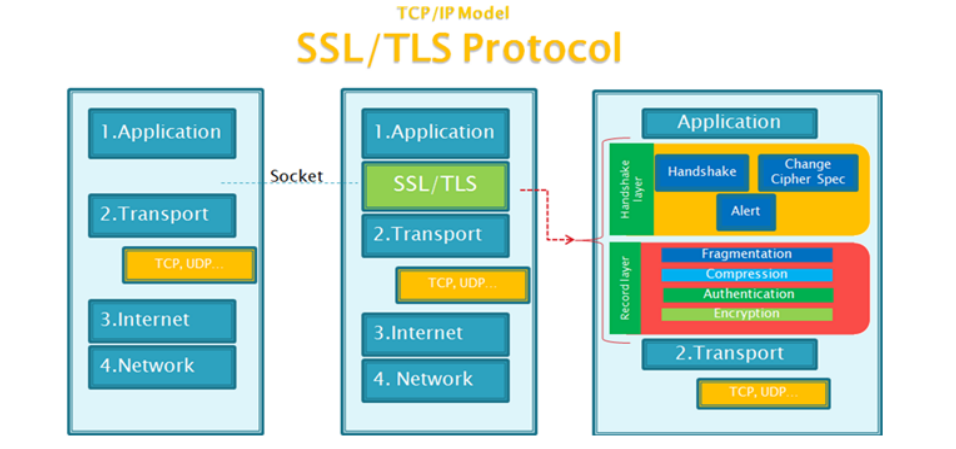 TCP/IP Model
SSL/TLS Protocol
1.Application
Socket
2.Transport
TCP, UDP...
3.Internet
4.Network
1.Application
SSL/TLS
2.Transport
TCP, UDP...
3.Internet
4. Network
Application
Handshake
layer
Handshake
Change
Cipher Spec
Alert
Record layer
Fragmentation
Compression
Authentication
Encryption
2.Transport
TCP, UDP...